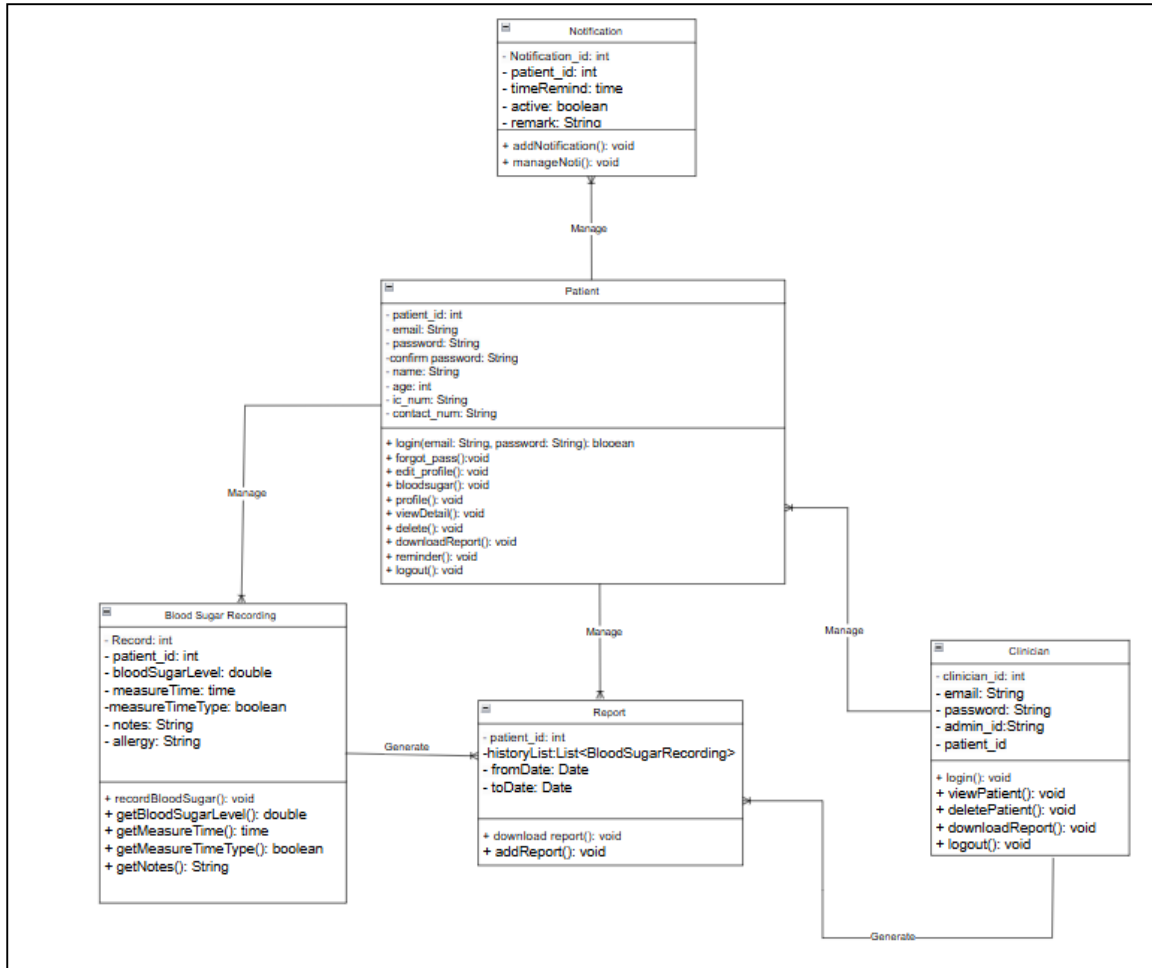 Notification
- Notification_id: int
- patient_id: int
- timeRemind: time
- active: boolean
- remark: String
+ addNotification(): void
+ manageNoti(): void
Manage
Patient
- patient_id: int
- email: String
- password: String
-confirm password: String
- name: String
- age: int
- ic_num: String
- contact_num: String
+ login(email: String, password: String): blooean
+ forgot_pass():void
+ edit_profile(): void
+ bloodsugar(): void
+ profile(): void
+ viewDetail(): void
+ delete(): void
+ downloadReport(): void
+ reminder(): void
+ logout(): void
Manage
Manage
Manage
Blood Sugar Recording
- Record: int
- patient_id: int
- bloodSugarLevel: double
- measureTime: time
-measureTimeType: boolean
- notes: String
- allergy: String
+ recordBloodSugar(): void
+ getBloodSugarLevel(): double
+ getMeasureTime(): time
+ getMeasureTimeType(): boolean
+ getNotes(): String
Generate
Report
- patient_id: int
-historyList:List<BloodSugarRecording>
- fromDate: Date
- toDate: Date
+ download report(): void
+ addReport(): void
Clinician
- clinician_id: int
- email: String
- password: String
- admin_id:String
- patient_id
+ login(): void
+ viewPatient(): void
+ deletePatient(): void
+ downloadReport(): void
+ logout(): void
Generate